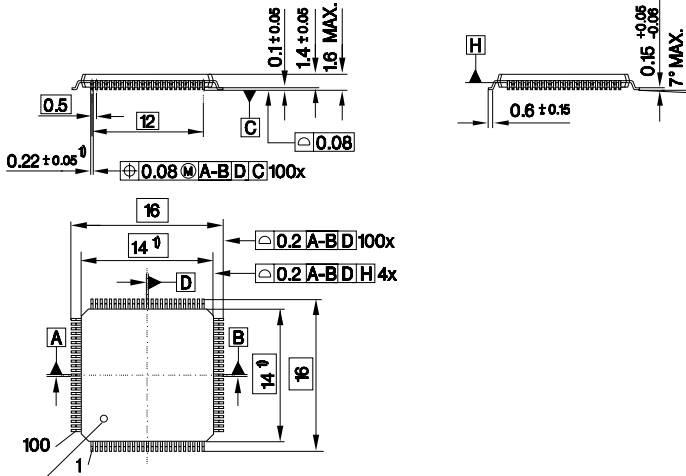 0.1 ± 0.05
1.4 ± 0.05
1.6 MAX.
H
0.15 +0.05 -0.06
7° MAX.
0.5
12
C
⌓ 0.08
0.6 ± 0.15
0.22 ± 0.05 1)
⌖ 0.08 Ⓜ A-B D C 100x
16
⌓ 0.2 A-B D 100x
14 1)
⌓ 0.2 A-B D H 4x
D
A
B
14 1)
16
100
1